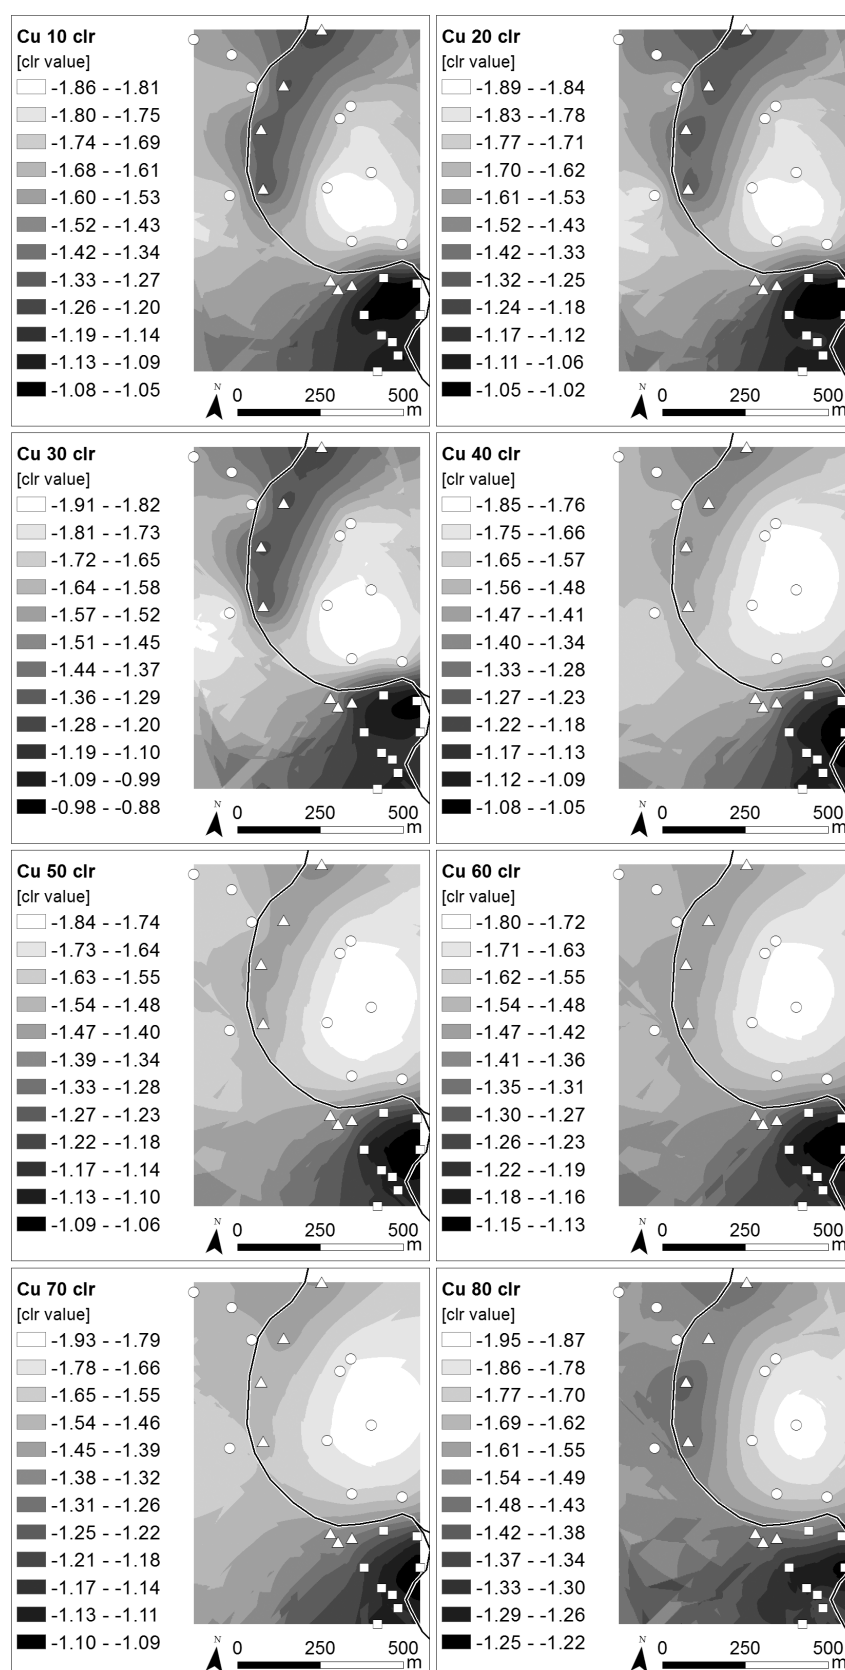 Cu 10 clr
[clr value]
-1.86 - -1.81
-1.80 - -1.75
-1.74 - -1.69
-1.68 - -1.61
-1.60 - -1.53
-1.52 - -1.43
-1.42 - -1.34
-1.33 - -1.27
-1.26 - -1.20
-1.19 - -1.14
-1.13 - -1.09
-1.08 - -1.05
N
0 250 500
m
Cu 20 clr
[clr value]
-1.89 - -1.84
-1.83 - -1.78
-1.77 - -1.71
-1.70 - -1.62
-1.61 - -1.53
-1.52 - -1.43
-1.42 - -1.33
-1.32 - -1.25
-1.24 - -1.18
-1.17 - -1.12
-1.11 - -1.06
-1.05 - -1.02
N
0 250 500
m
Cu 30 clr
[clr value]
-1.91 - -1.82
-1.81 - -1.73
-1.72 - -1.65
-1.64 - -1.58
-1.57 - -1.52
-1.51 - -1.45
-1.44 - -1.37
-1.36 - -1.29
-1.28 - -1.20
-1.19 - -1.10
-1.09 - -0.99
-0.98 - -0.88
N
0 250 500
m
Cu 40 clr
[clr value]
-1.85 - -1.76
-1.75 - -1.66
-1.65 - -1.57
-1.56 - -1.48
-1.47 - -1.41
-1.40 - -1.34
-1.33 - -1.28
-1.27 - -1.23
-1.22 - -1.18
-1.17 - -1.13
-1.12 - -1.09
-1.08 - -1.05
N
0 250 500
m
Cu 50 clr
[clr value]
-1.84 - -1.74
-1.73 - -1.64
-1.63 - -1.55
-1.54 - -1.48
-1.47 - -1.40
-1.39 - -1.34
-1.33 - -1.28
-1.27 - -1.23
-1.22 - -1.18
-1.17 - -1.14
-1.13 - -1.10
-1.09 - -1.06
N
0 250 500
m
Cu 60 clr
[clr value]
-1.80 - -1.72
-1.71 - -1.63
-1.62 - -1.55
-1.54 - -1.48
-1.47 - -1.42
-1.41 - -1.36
-1.35 - -1.31
-1.30 - -1.27
-1.26 - -1.23
-1.22 - -1.19
-1.18 - -1.16
-1.15 - -1.13
N
0 250 500
m
Cu 70 clr
[clr value]
-1.93 - -1.79
-1.78 - -1.66
-1.65 - -1.55
-1.54 - -1.46
-1.45 - -1.39
-1.38 - -1.32
-1.31 - -1.26
-1.25 - -1.22
-1.21 - -1.18
-1.17 - -1.14
-1.13 - -1.11
-1.10 - -1.09
N
0 250 500
m
Cu 80 clr
[clr value]
-1.95 - -1.87
-1.86 - -1.78
-1.77 - -1.70
-1.69 - -1.62
-1.61 - -1.55
-1.54 - -1.49
-1.48 - -1.43
-1.42 - -1.38
-1.37 - -1.34
-1.33 - -1.30
-1.29 - -1.26
-1.25 - -1.22
N
0 250 500
m